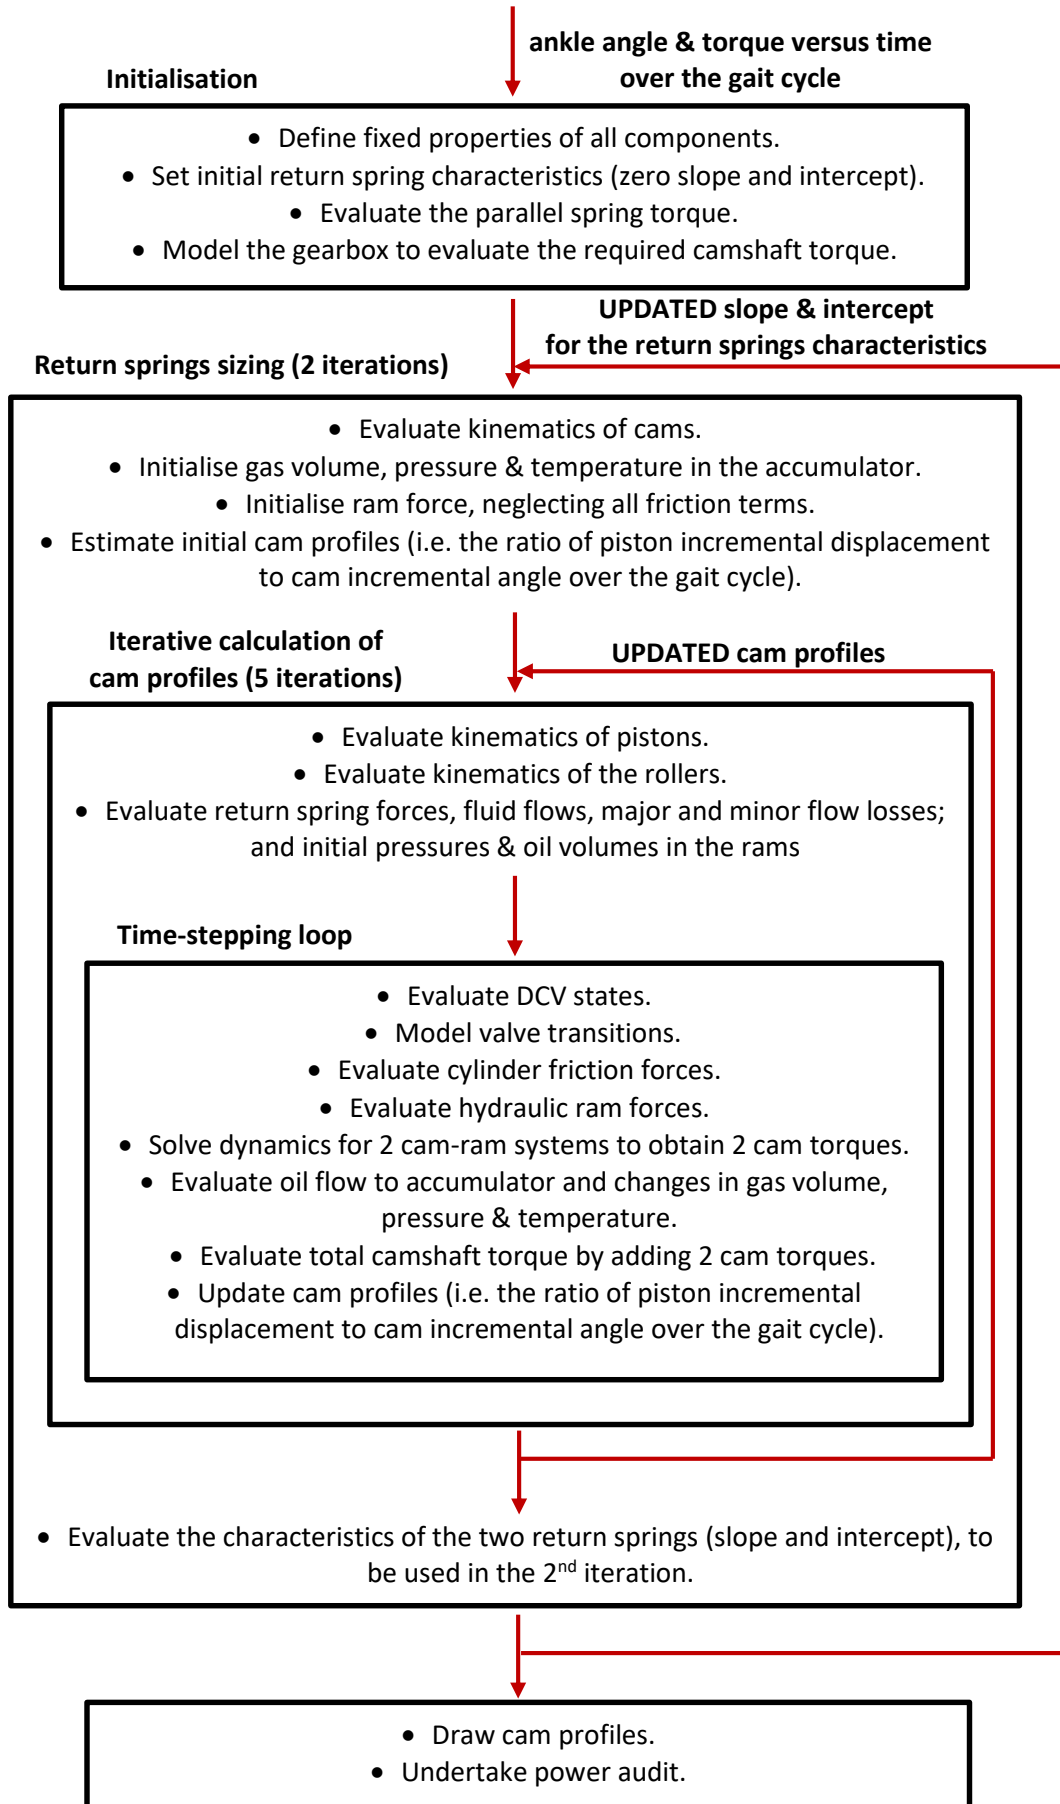 ankle angle & torque versus time
over the gait cycle
Initialisation
• Define fixed properties of all components.
• Set initial return spring characteristics (zero slope and intercept).
• Evaluate the parallel spring torque.
• Model the gearbox to evaluate the required camshaft torque.
UPDATED slope & intercept
for the return springs characteristics
Return springs sizing (2 iterations)
• Evaluate kinematics of cams.
• Initialise gas volume, pressure & temperature in the accumulator.
• Initialise ram force, neglecting all friction terms.
• Estimate initial cam profiles (i.e. the ratio of piston incremental displacement
to cam incremental angle over the gait cycle).
Iterative calculation of
cam profiles (5 iterations)
UPDATED cam profiles
• Evaluate kinematics of pistons.
• Evaluate kinematics of the rollers.
• Evaluate return spring forces, fluid flows, major and minor flow losses;
and initial pressures & oil volumes in the rams
Time-stepping loop
• Evaluate DCV states.
• Model valve transitions.
• Evaluate cylinder friction forces.
• Evaluate hydraulic ram forces.
• Solve dynamics for 2 cam-ram systems to obtain 2 cam torques.
• Evaluate oil flow to accumulator and changes in gas volume,
pressure & temperature.
• Evaluate total camshaft torque by adding 2 cam torques.
• Update cam profiles (i.e. the ratio of piston incremental
displacement to cam incremental angle over the gait cycle).
• Evaluate the characteristics of the two return springs (slope and intercept), to
be used in the 2nd iteration.
• Draw cam profiles.
• Undertake power audit.